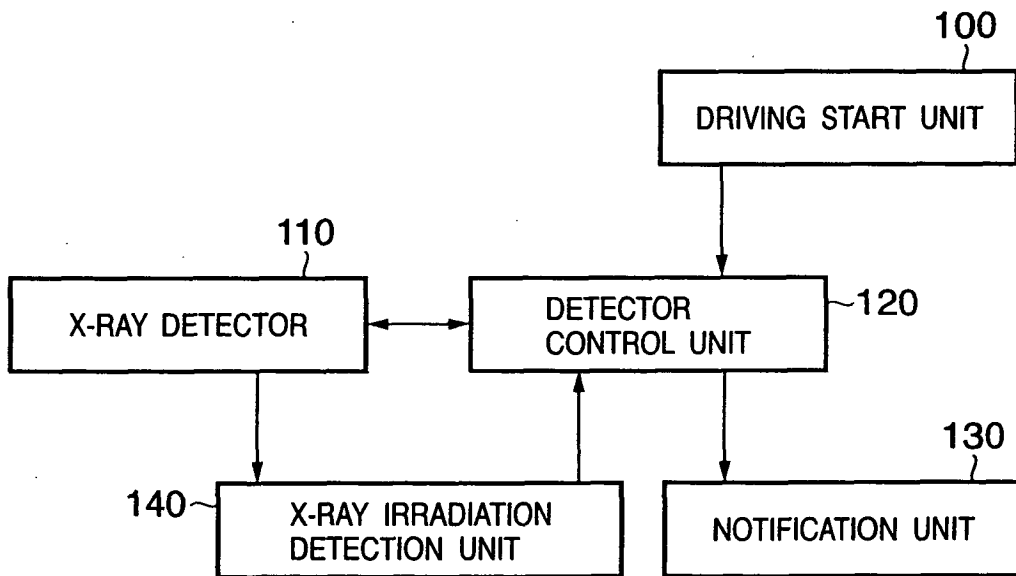 100
DRIVING START UNIT
110
X-RAY DETECTOR
DETECTOR
CONTROL UNIT
120
140
X-RAY IRRADIATION
DETECTION UNIT
130
NOTIFICATION UNIT